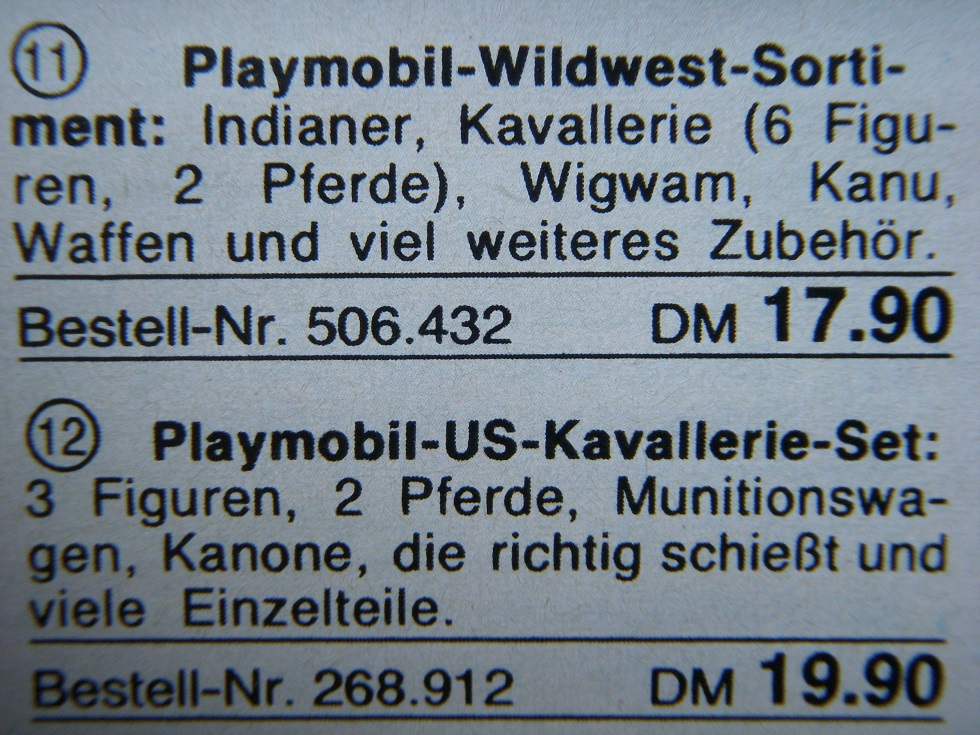 11 Playmobil-Wildwest-Sorti-
ment: Indianer, Kavallerie (6 Figu-
ren, 2 Pferde), Wigwam, Kanu,
Waffen und viel weiteres Zubehör.
Bestell-Nr. 506.432 DM 17.90
12 Playmobil-US-Kavallerie-Set:
3 Figuren, 2 Pferde, Munitionswa-
gen, Kanone, die richtig schießt und
viele Einzelteile.
Bestell-Nr. 268.912 DM 19.90